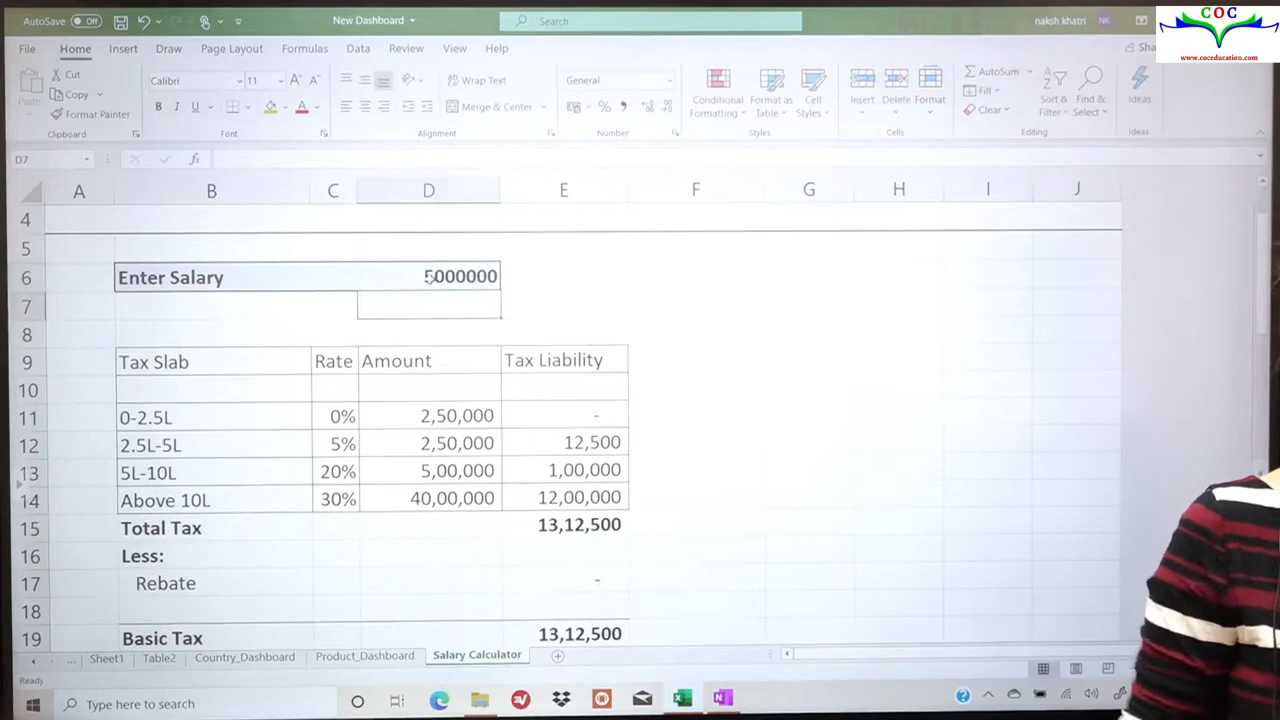 AutoSave Off New Dashboard Search naksh khatri NK
COC
www.coceducation.com
File Home Insert Draw Page Layout Formulas Data Review View Help Sha
Paste Cut Copy Format Painter Clipboard
Calibri 11 A A B I U A Font
Wrap Text Merge & Center Alignment
General % Number
Conditional Formatting Format as Table Cell Styles Styles
Insert Delete Format Cells
AutoSum Fill Clear Sort & Filter Find & Select Editing
Ideas Ideas
D7 fx
A B C D E F G H I J
4
5
6 Enter Salary 5000000
7
8
9 Tax Slab Rate Amount Tax Liability
10
11 0-2.5L 0% 2,50,000 -
12 2.5L-5L 5% 2,50,000 12,500
13 5L-10L 20% 5,00,000 1,00,000
14 Above 10L 30% 40,00,000 12,00,000
15 Total Tax 13,12,500
16 Less:
17 Rebate -
18
19 Basic Tax 13,12,500
... Sheet1 Table2 Country_Dashboard Product_Dashboard Salary Calculator
Ready
Type here to search